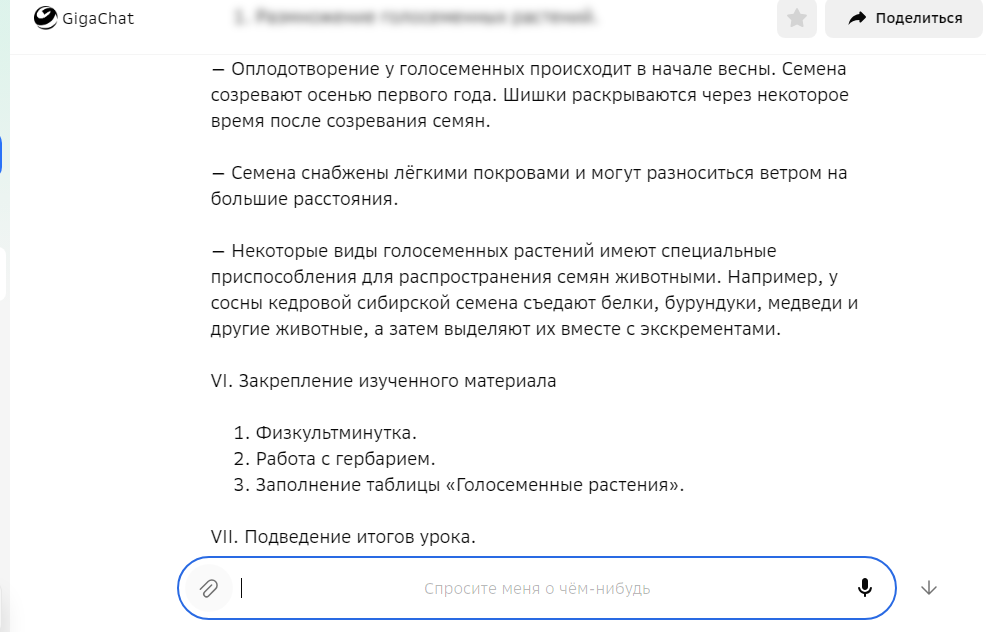 GigaChat
1. Размножение голосеменных растений.
Поделиться
— Оплодотворение у голосеменных происходит в начале весны. Семена
созревают осенью первого года. Шишки раскрываются через некоторое
время после созревания семян.
— Семена снабжены лёгкими покровами и могут разноситься ветром на
большие расстояния.
— Некоторые виды голосеменных растений имеют специальные
приспособления для распространения семян животными. Например, у
сосны кедровой сибирской семена съедают белки, бурундуки, медведи и
другие животные, а затем выделяют их вместе с экскрементами.
VI. Закрепление изученного материала
1. Физкультминутка.
2. Работа с гербарием.
3. Заполнение таблицы «Голосеменные растения».
VII. Подведение итогов урока.
Спросите меня о чём-нибудь